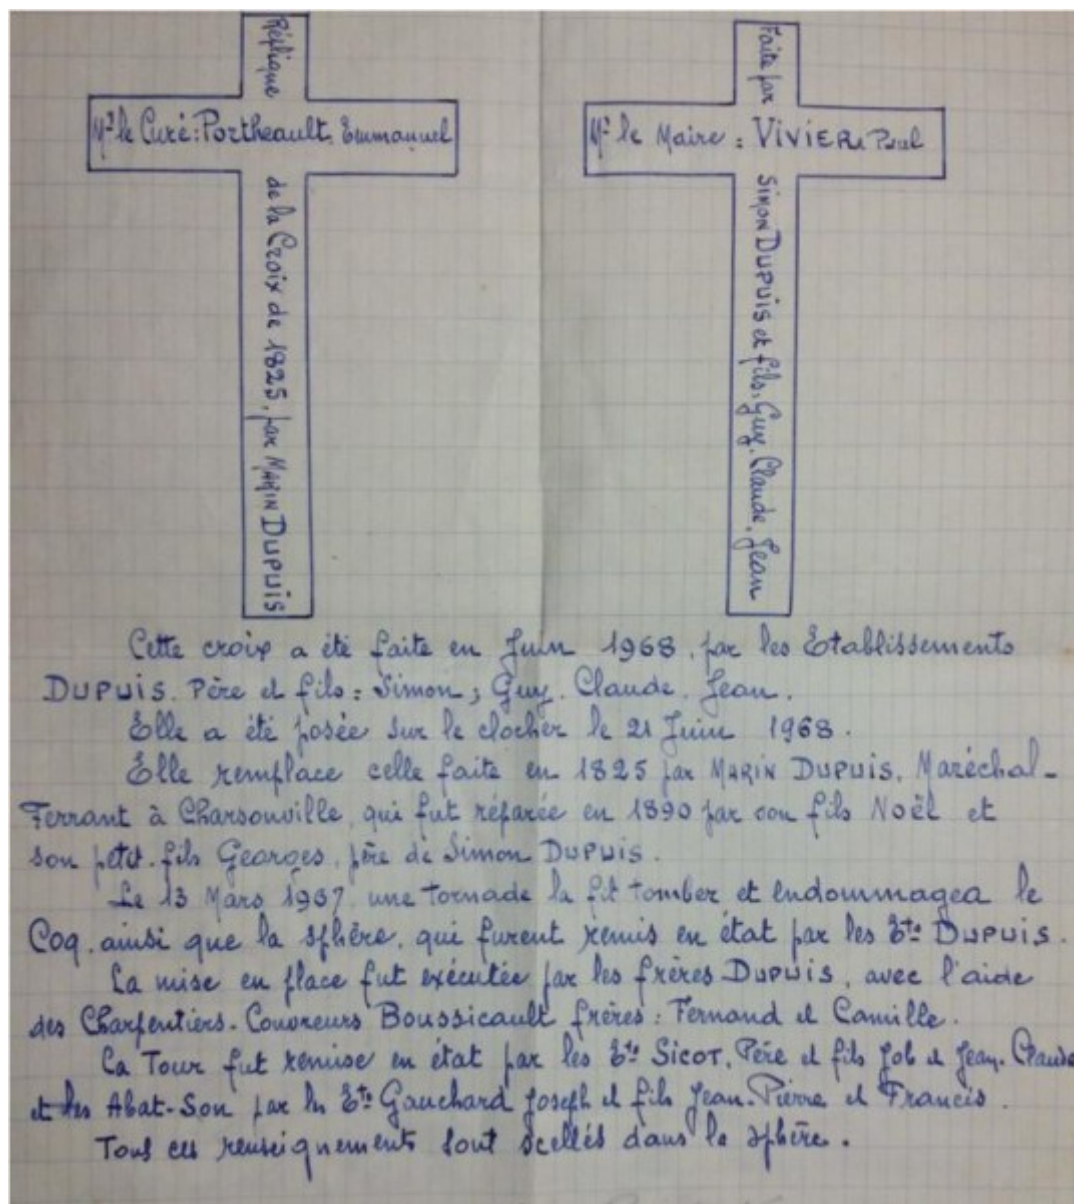 Réplique
Mr le Curé : Portheault. Emmanuel
de la Croix de 1825, par MARIN DUPUIS
Faite par
Mr le Maire : VIVIER. Paul
SIMON DUPUIS et fils, Guy, Claude, Jean
Cette croix a été faite en Juin 1968, par les Etablissements
DUPUIS. Père et fils : Simon, Guy. Claude. Jean.
Elle a été posée sur le clocher le 21 Juin 1968.
Elle remplace celle faite en 1825 par MARIN DUPUIS, Maréchal-
Ferrant à Charsonville, qui fut réparée en 1890 par son fils Noël et
son petit-fils Georges, père de Simon DUPUIS.
Le 13 Mars 1967, une tornade la fit tomber et endommagea le
Coq, ainsi que la sphère, qui furent remis en état par les Ets DUPUIS.
La mise en place fut exécutée par les frères DUPUIS, avec l'aide
des Charpentiers-Couvreurs Boussicault frères : Fernand et Camille.
La Tour fut remise en état par les Ets SICOT, Père et fils Job et Jean-Claude
et les Abat-Son par les Ets Gauchard Joseph et fils Jean-Pierre et Francis.
Tous ces renseignements sont scellés dans la sphère.